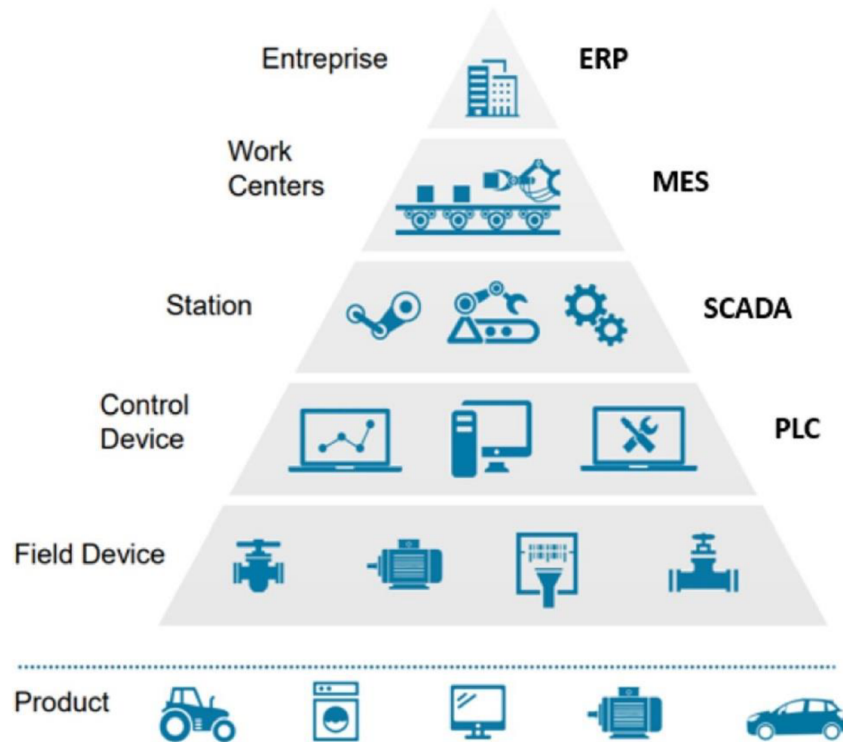 Entreprise ERP
Work
Centers MES
Station SCADA
Control
Device PLC
Field Device
Product